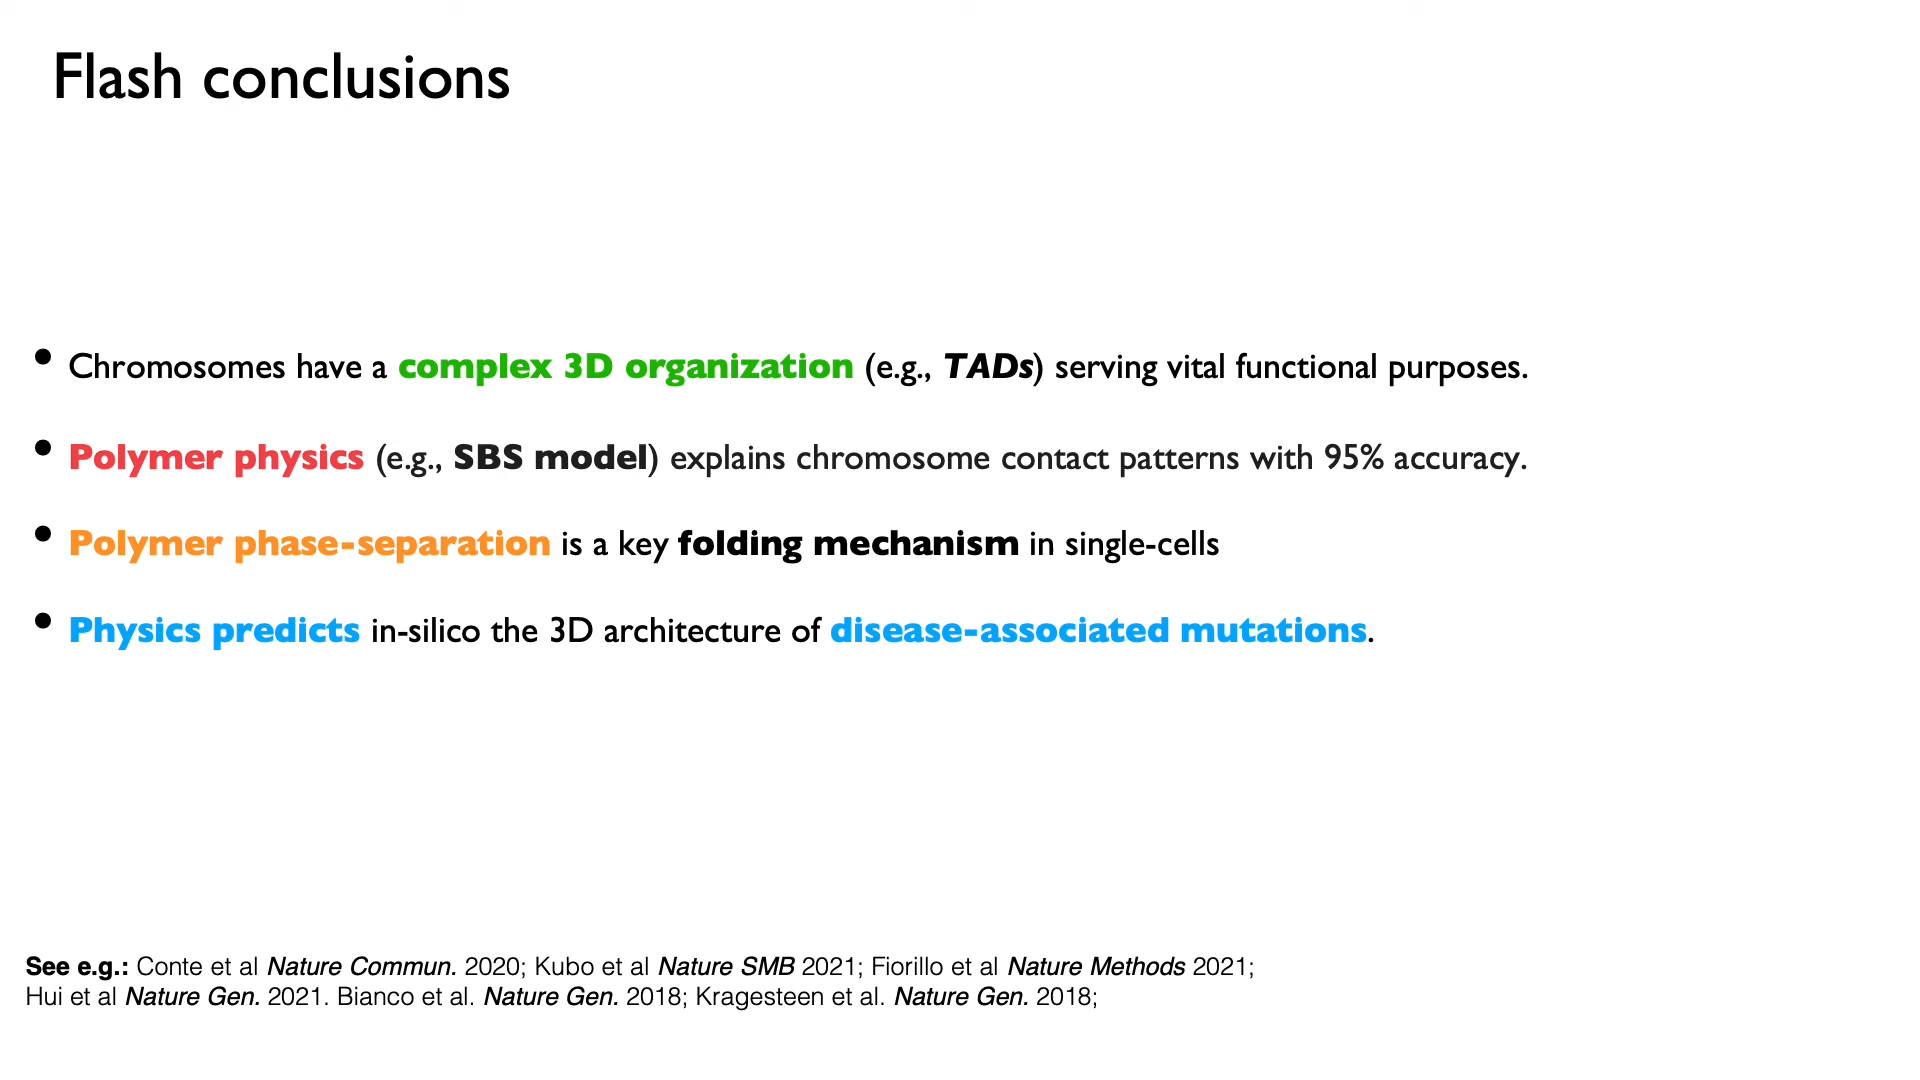 Flash conclusions
• Chromosomes have a complex 3D organization (e.g., TADs) serving vital functional purposes.
• Polymer physics (e.g., SBS model) explains chromosome contact patterns with 95% accuracy.
• Polymer phase-separation is a key folding mechanism in single-cells
• Physics predicts in-silico the 3D architecture of disease-associated mutations.
See e.g.: Conte et al Nature Commun. 2020; Kubo et al Nature SMB 2021; Fiorillo et al Nature Methods 2021;
Hui et al Nature Gen. 2021. Bianco et al. Nature Gen. 2018; Kragesteen et al. Nature Gen. 2018;